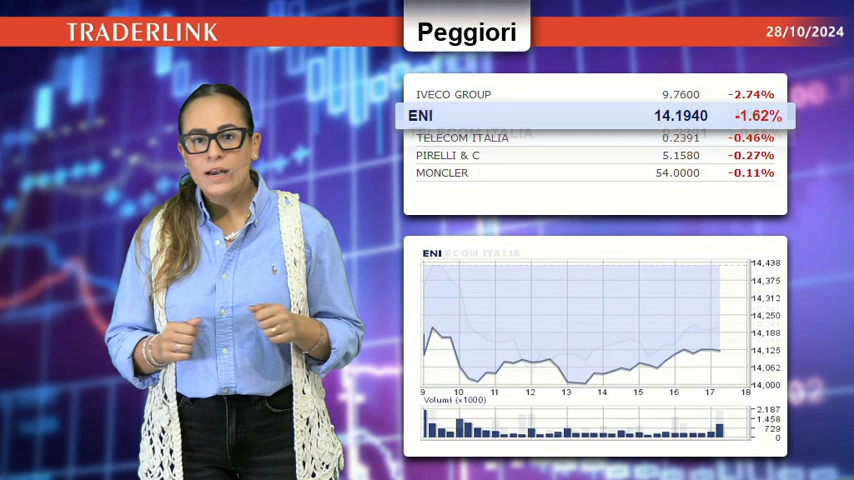 TRADERLINK
Peggiori
28/10/2024
IVECO GROUP 9.7600 -2.74%
ENI 14.1940 -1.62%
TELECOM ITALIA 0.2391 -0.46%
PIRELLI & C 5.1580 -0.27%
MONCLER 54.0000 -0.11%
ENI
14,438
14,375
14,312
14,250
14,188
14,125
14,062
14,000
9 10 11 12 13 14 15 16 17 18
Volumi (x1000)
2.187
1.458
729
0